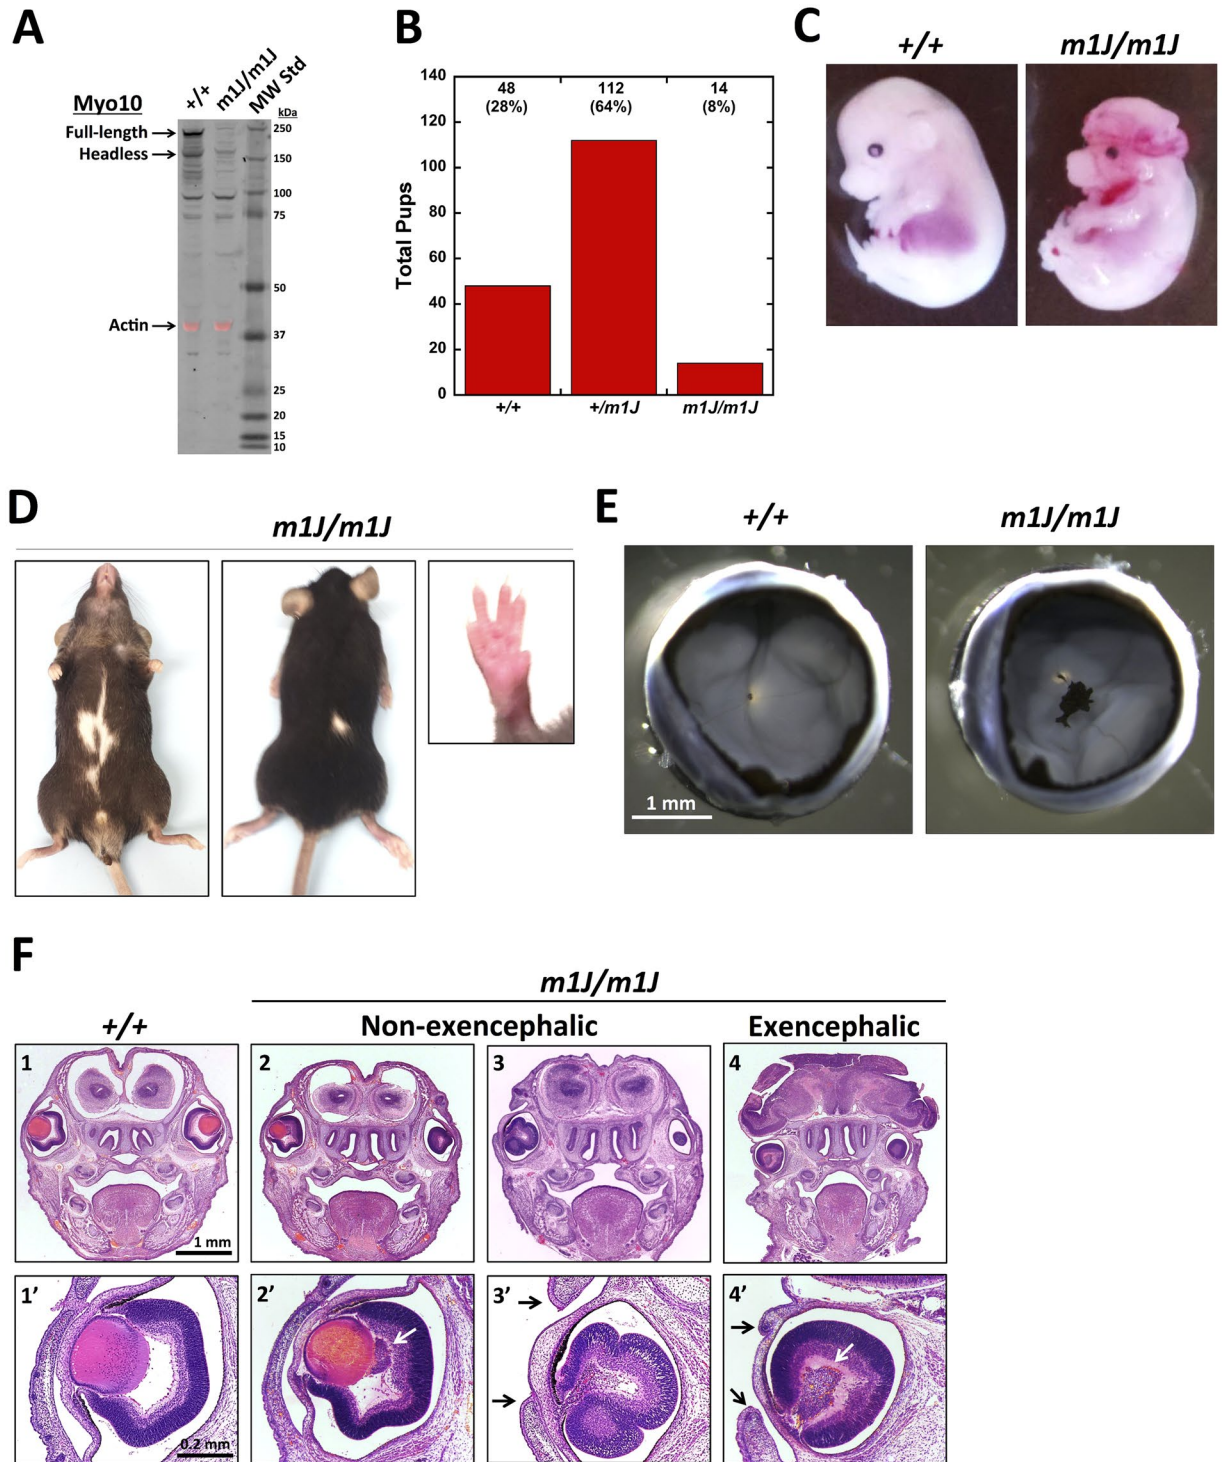 A
Myo10
+/+
m1J/m1J
MW Std
kDa
Full-length
Headless
Actin
250
150
100
75
50
37
25
20
15
10
B
Total Pups
140
120
100
80
60
40
20
0
48
(28%)
112
(64%)
14
(8%)
+/+
+/m1J
m1J/m1J
C
+/+
m1J/m1J
D
m1J/m1J
E
+/+
m1J/m1J
1 mm
F
m1J/m1J
+/+
Non-exencephalic
Exencephalic
1
1 mm
2
3
4
1’
0.2 mm
2’
3’
4’